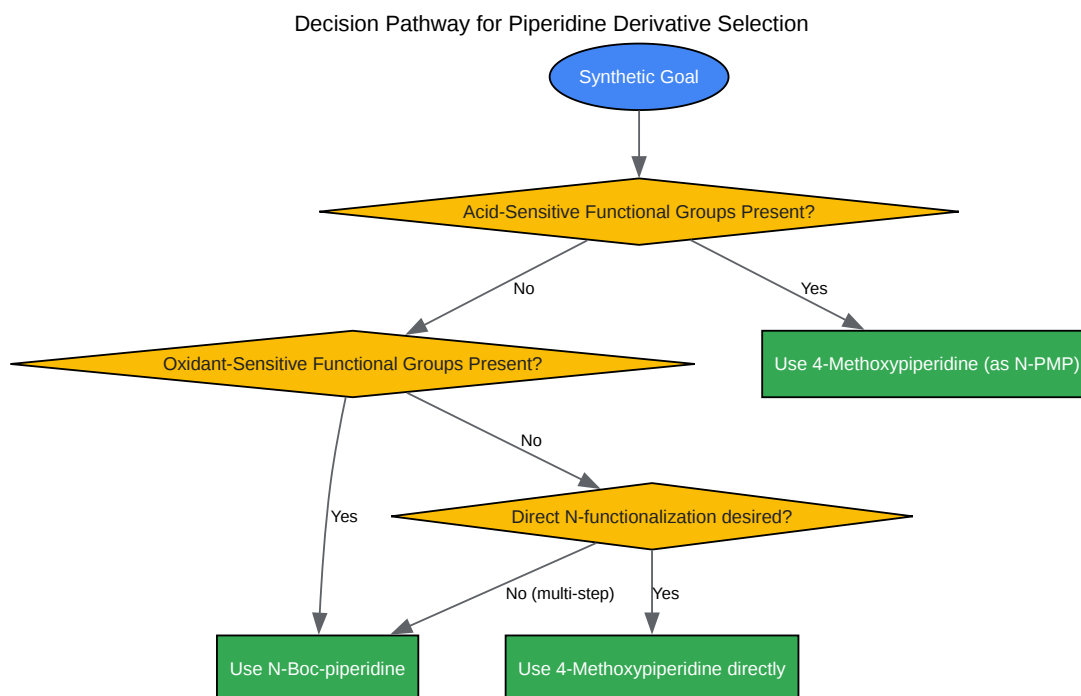 Decision Pathway for Piperidine Derivative Selection
Synthetic Goal
Acid-Sensitive Functional Groups Present?
No
Yes
Oxidant-Sensitive Functional Groups Present?
Use 4-Methoxypiperidine (as N-PMP)
No
Yes
Direct N-functionalization desired?
No (multi-step)
Yes
Use N-Boc-piperidine
Use 4-Methoxypiperidine directly